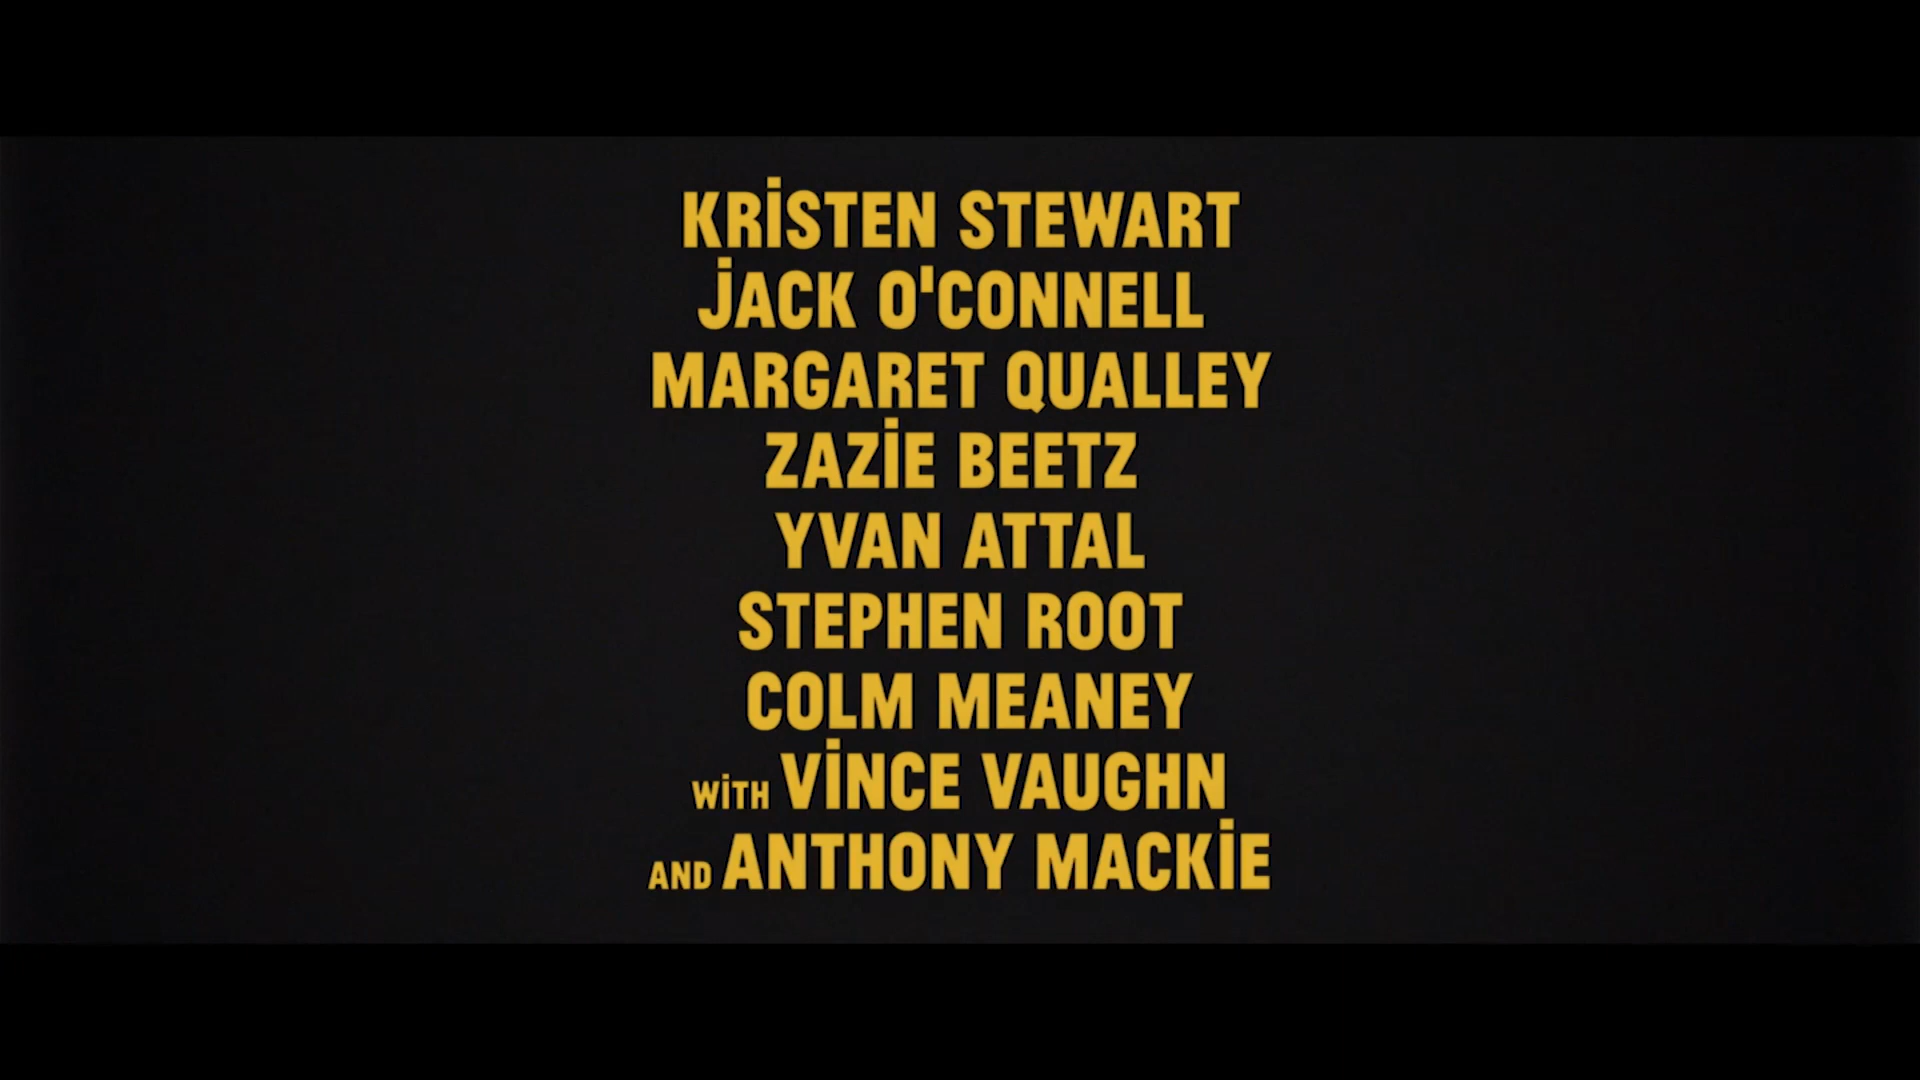 KRiSTEN STEWART
jACK O'CONNELL
MARGARET QUALLEY
ZAZiE BEETZ
YVAN ATTAL
STEPHEN ROOT
COLM MEANEY
WiTH ViNCE VAUGHN
AND ANTHONY MACKiE